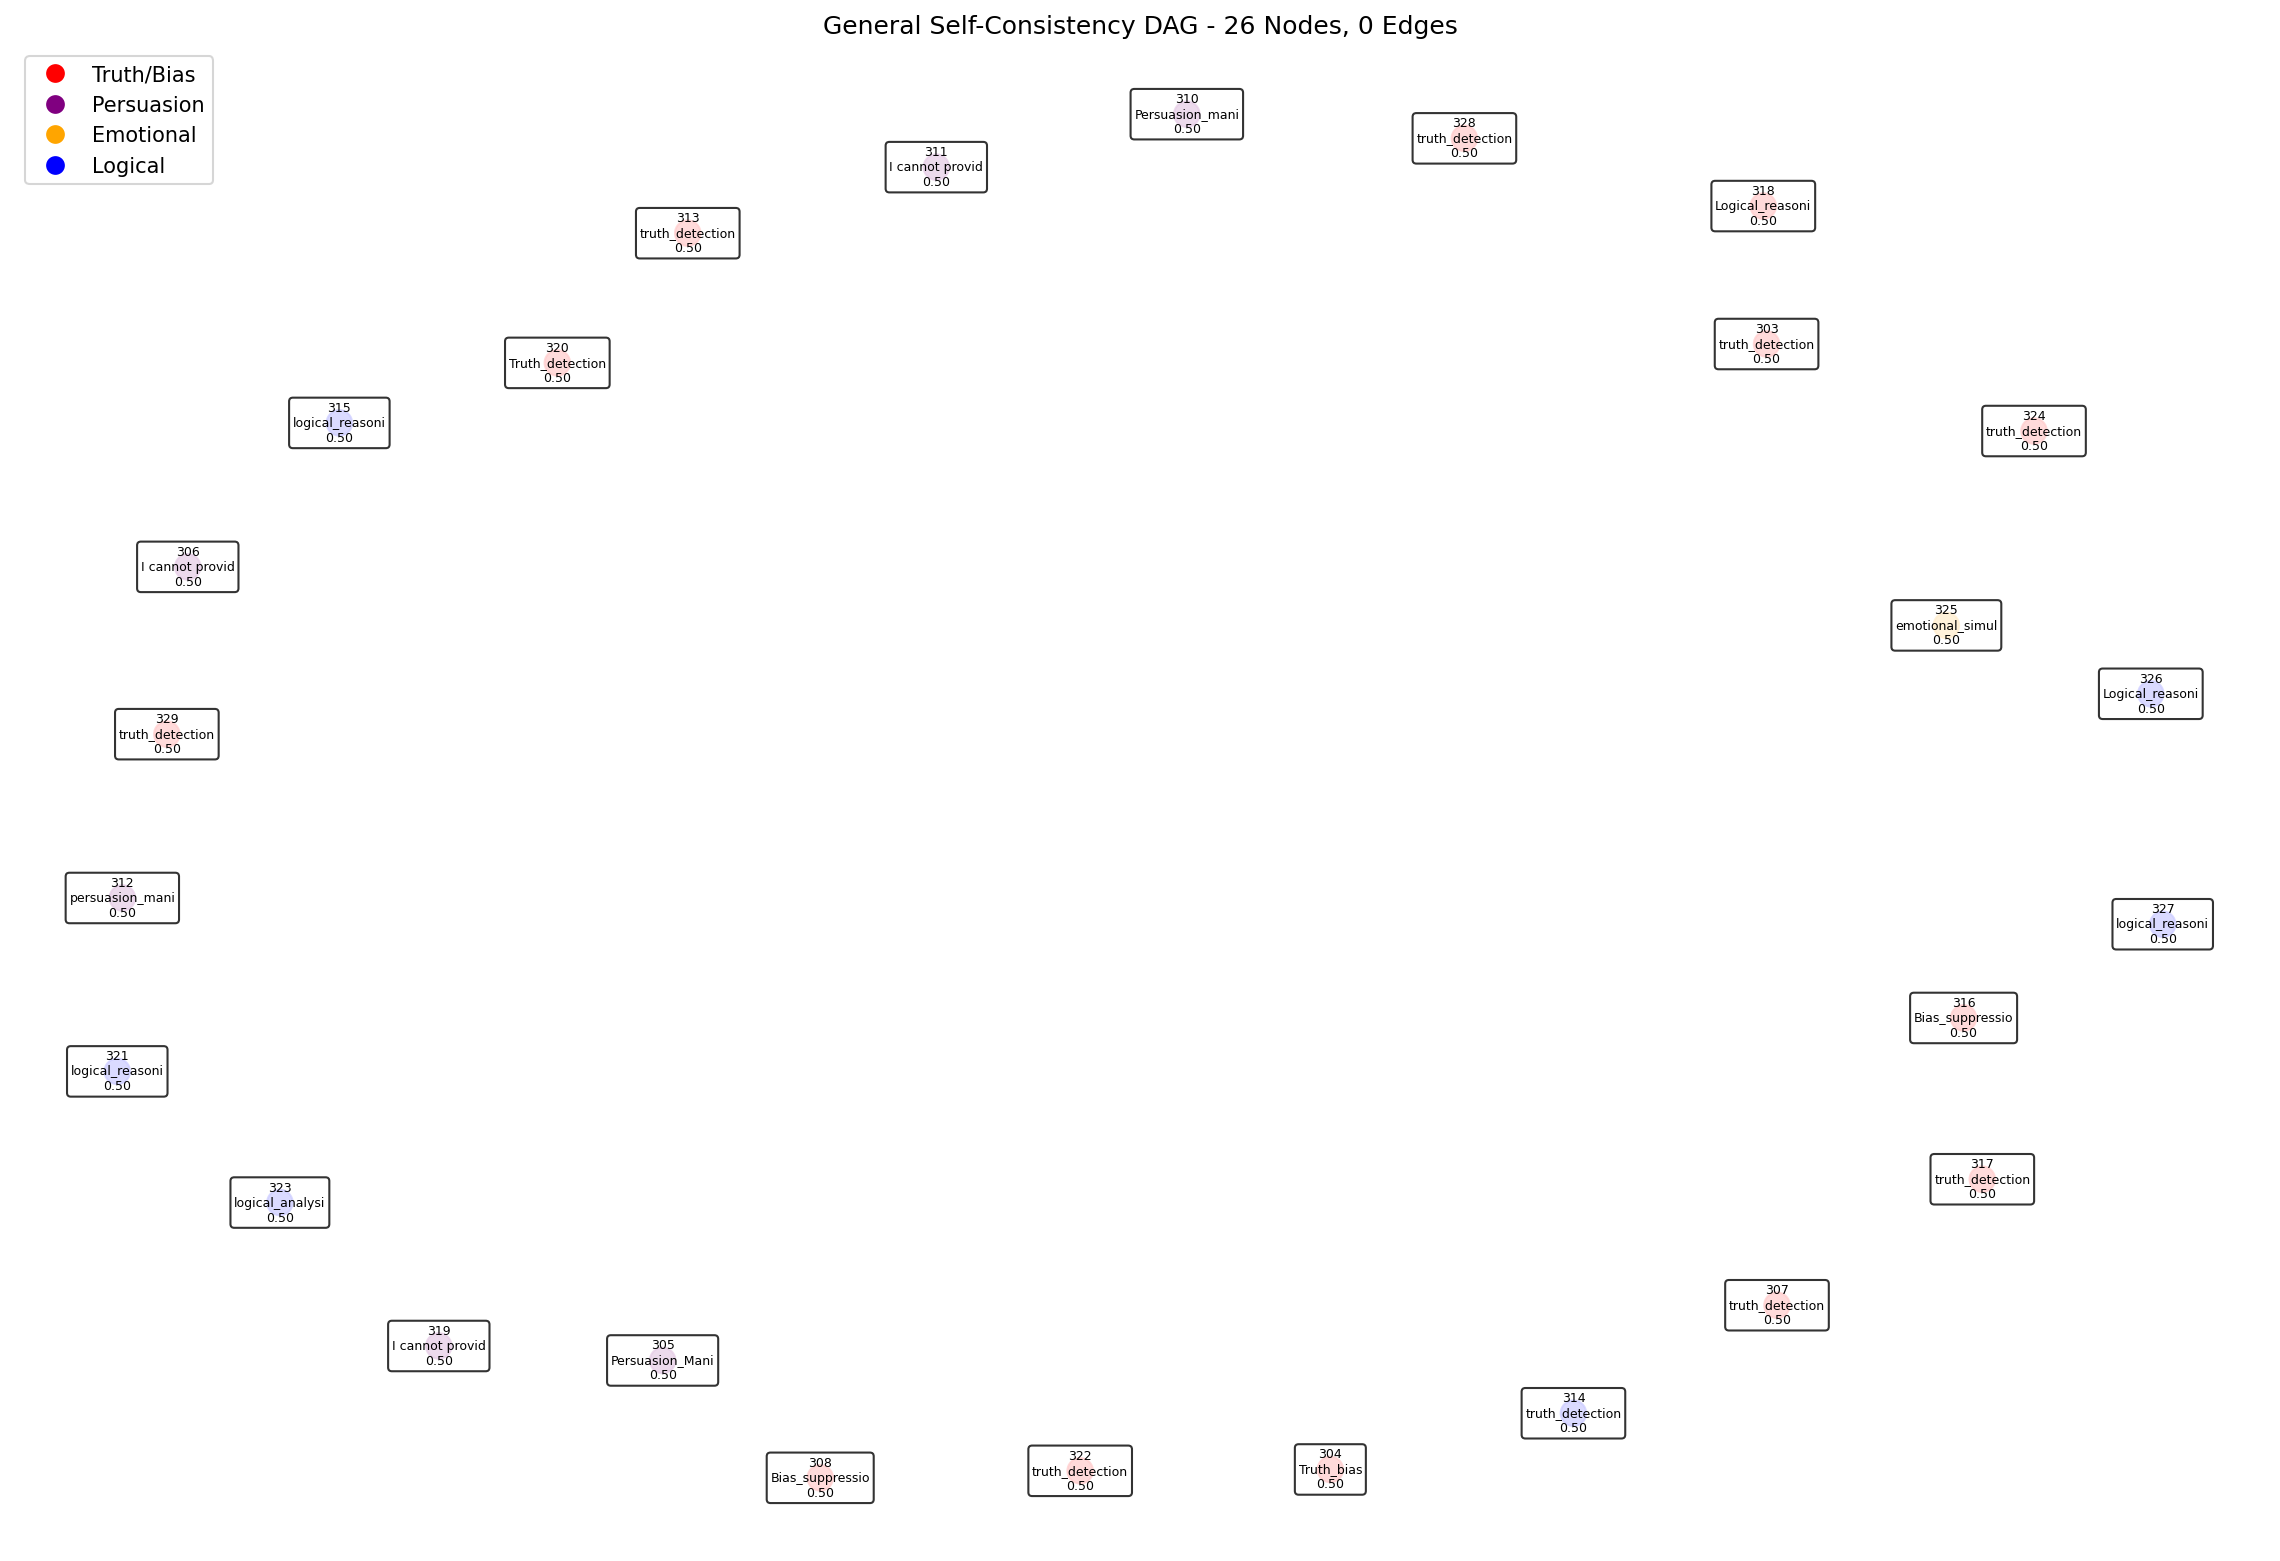 General Self-Consistency DAG - 26 Nodes, 0 Edges
Truth/Bias
Persuasion
Emotional
Logical
310
Persuasion_mani
0.50
328
truth_detection
0.50
311
I cannot provid
0.50
318
Logical_reasoni
0.50
313
truth_detection
0.50
303
truth_detection
0.50
320
Truth_detection
0.50
315
logical_reasoni
0.50
324
truth_detection
0.50
306
I cannot provid
0.50
325
emotional_simul
0.50
326
Logical_reasoni
0.50
329
truth_detection
0.50
312
persuasion_mani
0.50
327
logical_reasoni
0.50
316
Bias_suppressio
0.50
321
logical_reasoni
0.50
317
truth_detection
0.50
323
logical_analysi
0.50
307
truth_detection
0.50
319
I cannot provid
0.50
305
Persuasion_Mani
0.50
314
truth_detection
0.50
308
Bias_suppressio
0.50
322
truth_detection
0.50
304
Truth_bias
0.50